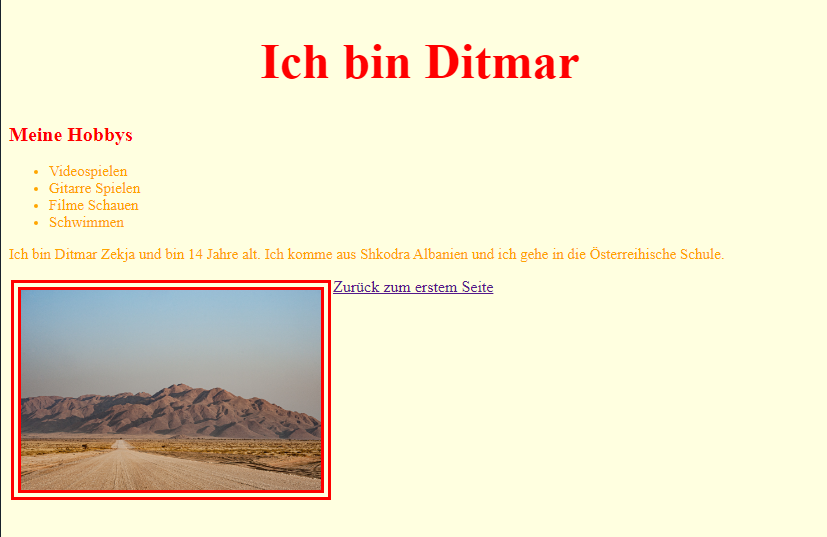 Ich bin Ditmar
Meine Hobbys
Videospielen
Gitarre Spielen
Filme Schauen
Schwimmen
Ich bin Ditmar Zekja und bin 14 Jahre alt. Ich komme aus Shkodra Albanien und ich gehe in die Österreihische Schule.
Zurück zum erstem Seite